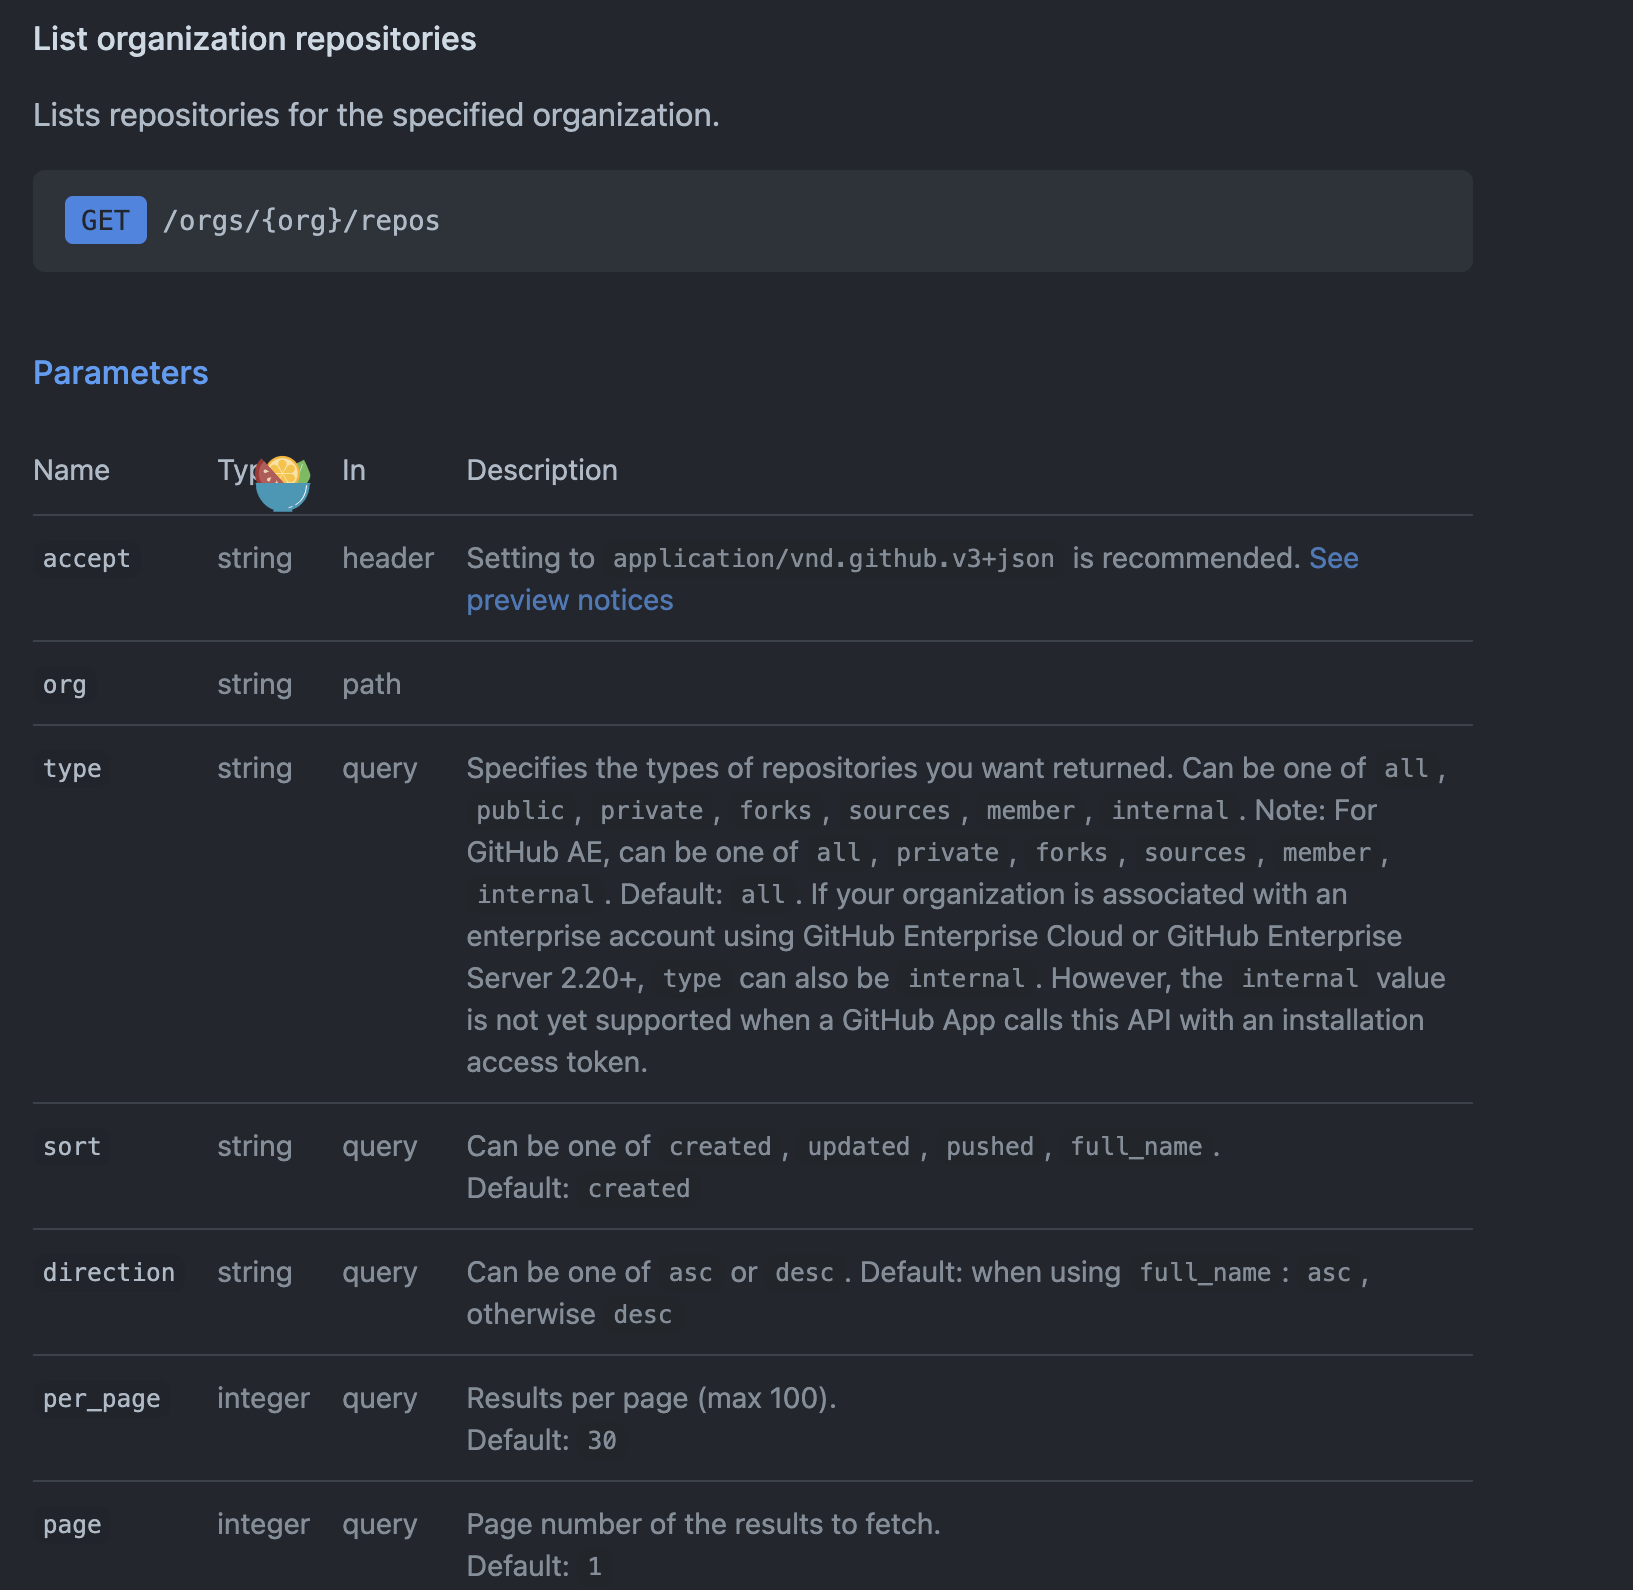 List organization repositories
Lists repositories for the specified organization.
GET /orgs/{org}/repos
Parameters
Name Typ In Description
accept string header Setting to application/vnd.github.v3+json is recommended. See
preview notices
org string path
type string query Specifies the types of repositories you want returned. Can be one of all ,
public , private , forks , sources , member , internal . Note: For
GitHub AE, can be one of all , private , forks , sources , member ,
internal . Default: all . If your organization is associated with an
enterprise account using GitHub Enterprise Cloud or GitHub Enterprise
Server 2.20+, type can also be internal . However, the internal value
is not yet supported when a GitHub App calls this API with an installation
access token.
sort string query Can be one of created , updated , pushed , full_name .
Default: created
direction string query Can be one of asc or desc . Default: when using full_name : asc ,
otherwise desc
per_page integer query Results per page (max 100).
Default: 30
page integer query Page number of the results to fetch.
Default: 1